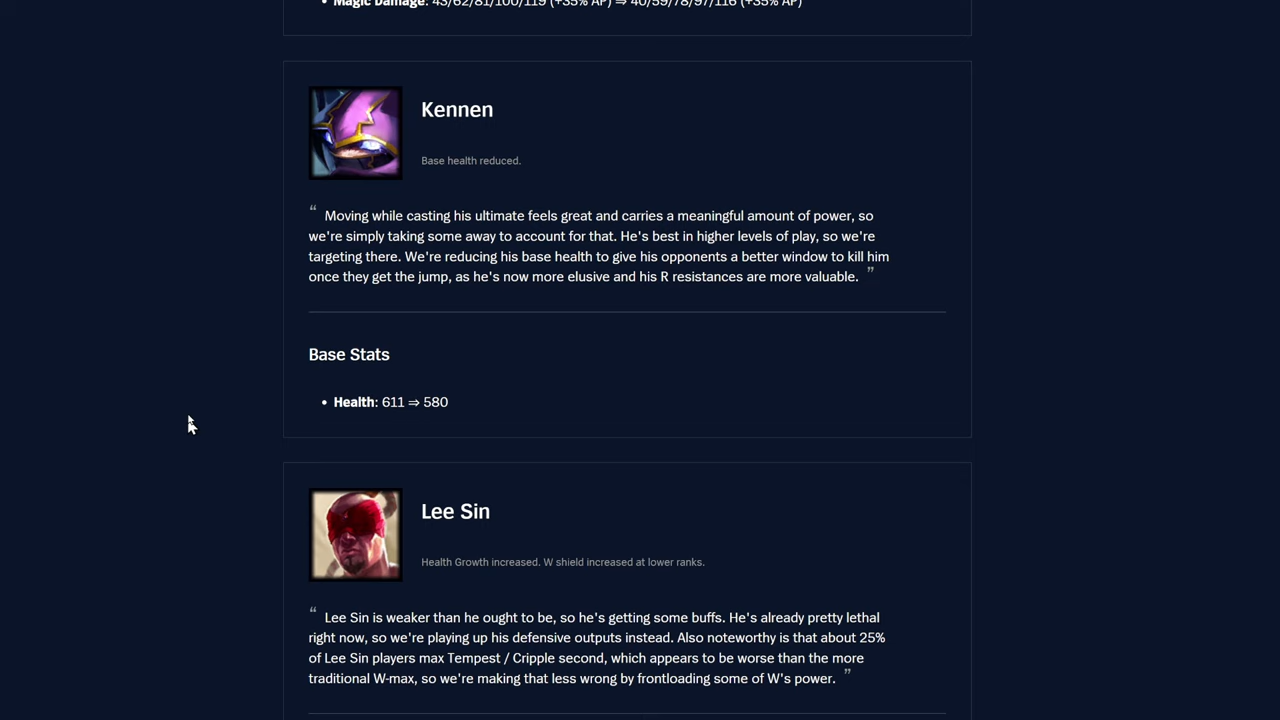 • Magic Damage: 43/62/81/100/119 (+35% AP) ⇒ 40/59/78/97/116 (+35% AP)
Kennen
Base health reduced.
“ Moving while casting his ultimate feels great and carries a meaningful amount of power, so
we're simply taking some away to account for that. He's best in higher levels of play, so we're
targeting there. We're reducing his base health to give his opponents a better window to kill him
once they get the jump, as he's now more elusive and his R resistances are more valuable. ”
Base Stats
• Health: 611 ⇒ 580
Lee Sin
Health Growth increased. W shield increased at lower ranks.
“ Lee Sin is weaker than he ought to be, so he's getting some buffs. He's already pretty lethal
right now, so we're playing up his defensive outputs instead. Also noteworthy is that about 25%
of Lee Sin players max Tempest / Cripple second, which appears to be worse than the more
traditional W-max, so we're making that less wrong by frontloading some of W's power. ”